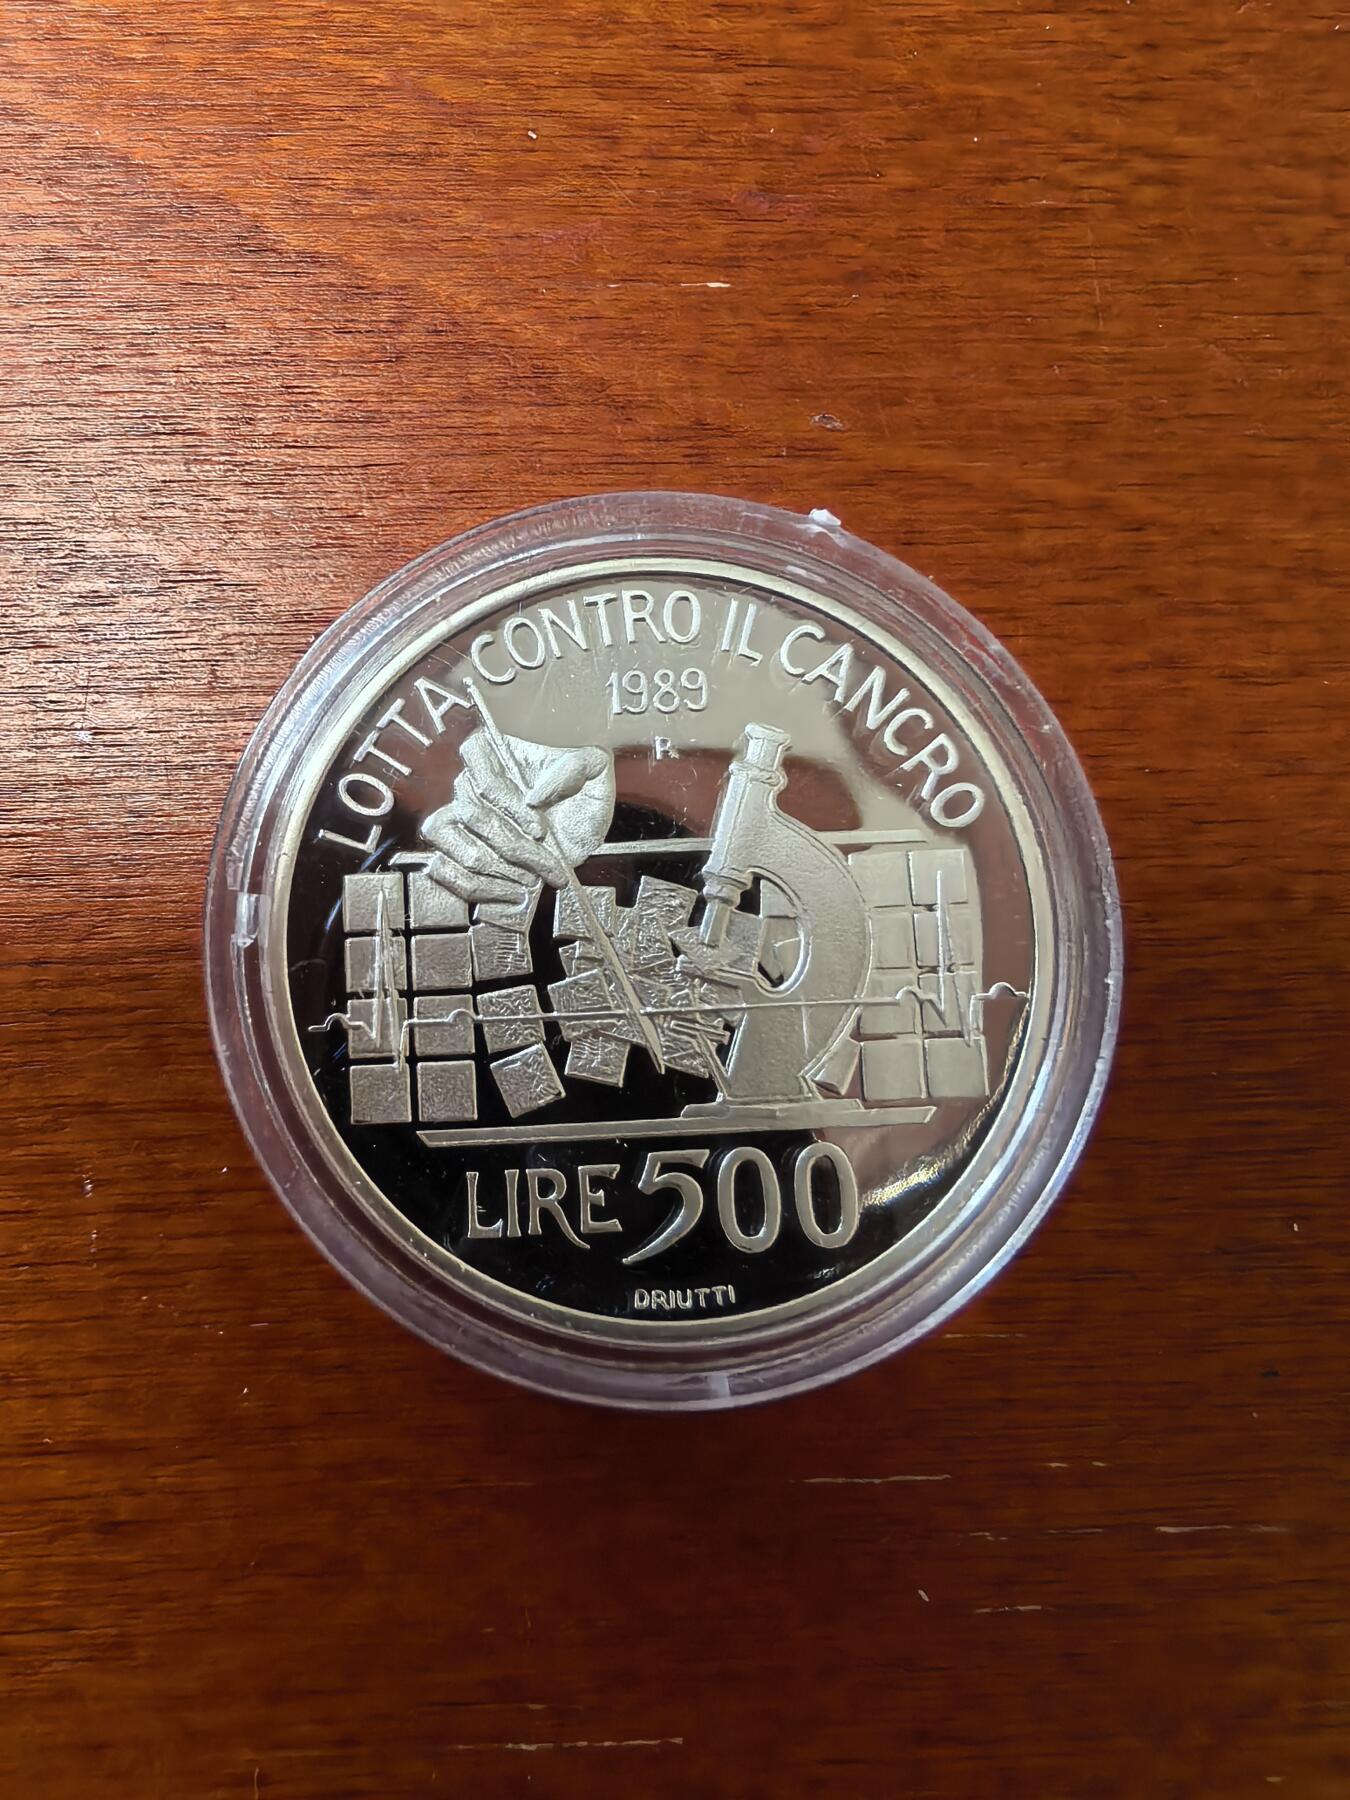 LOTTA CONTRO IL CANCRO
1989
R
LIRE 500
DRIUTTI